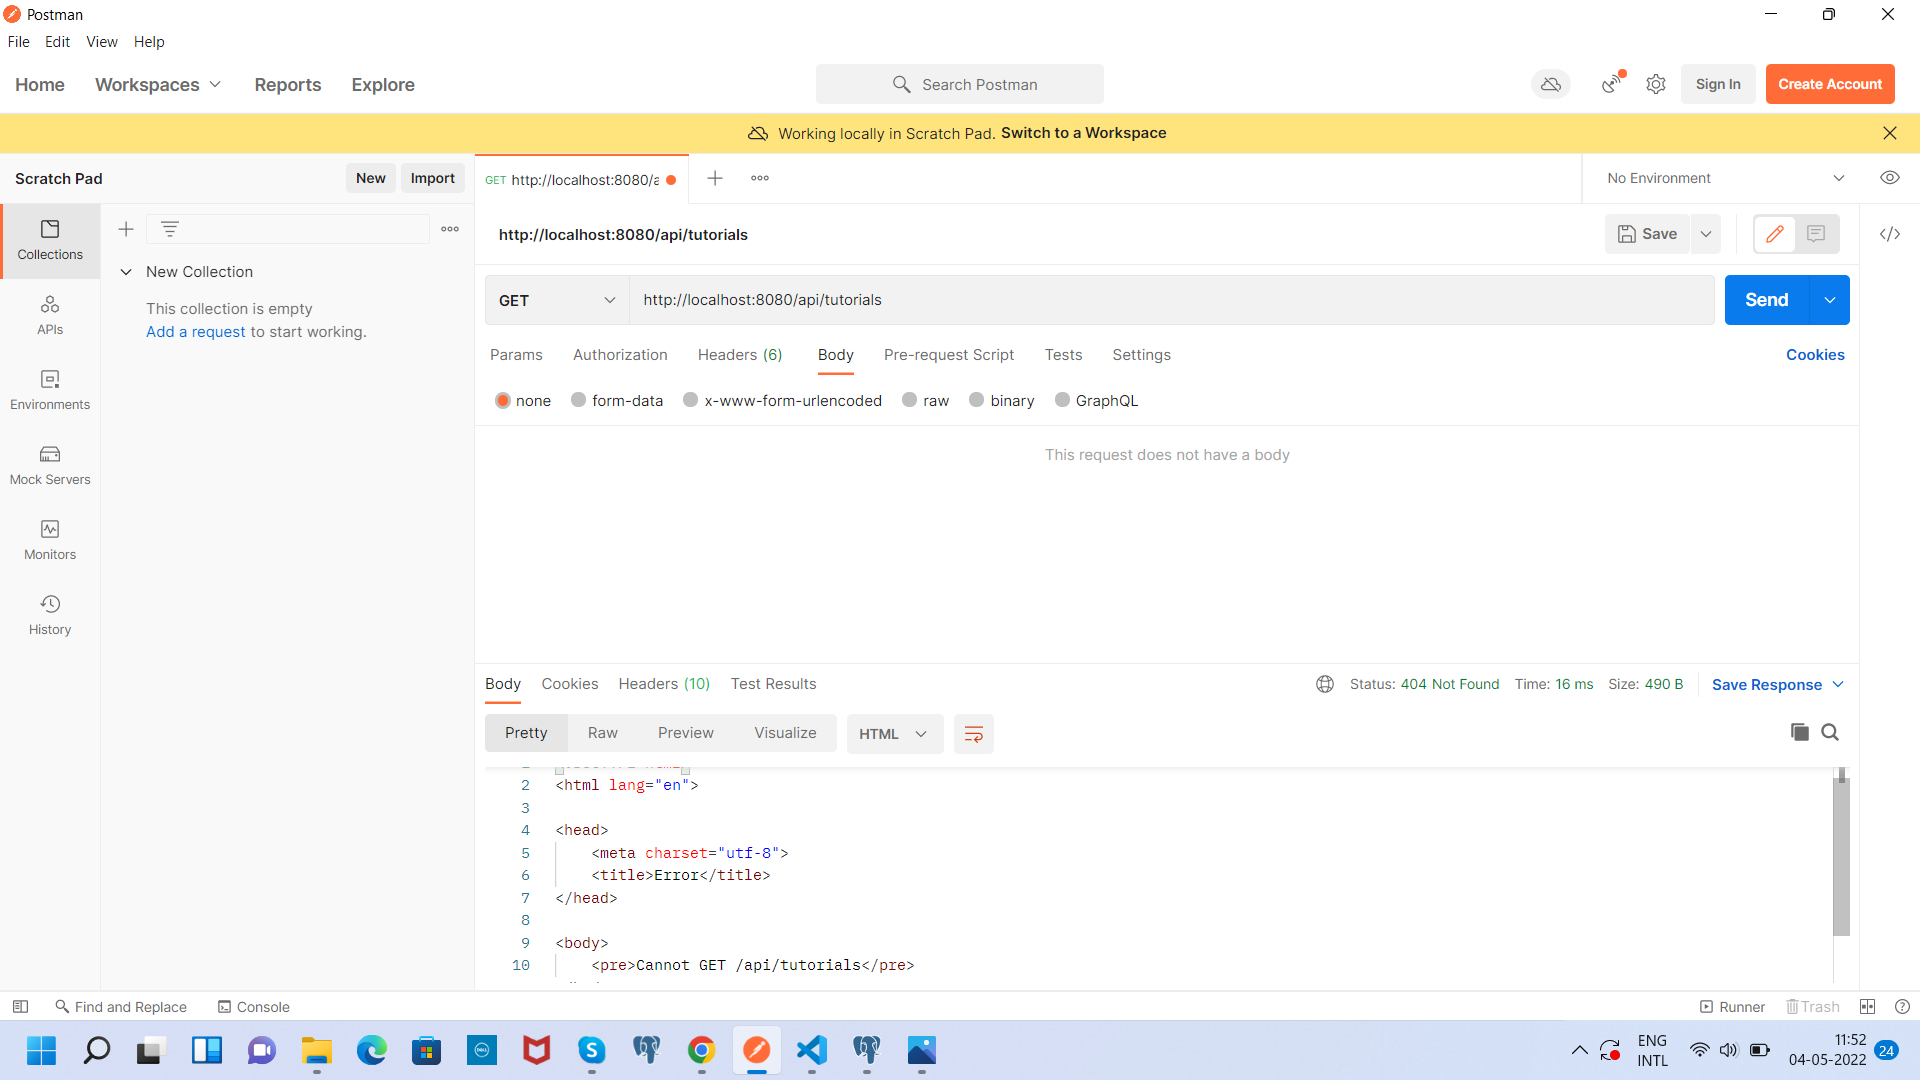 Postman
File Edit View Help
Home Workspaces Reports Explore
Search Postman
Sign In
Create Account
Working locally in Scratch Pad. Switch to a Workspace
Scratch Pad
New
Import
GET http://localhost:8080/a
No Environment
Collections
APIs
Environments
Mock Servers
Monitors
History
New Collection
This collection is empty
Add a request to start working.
http://localhost:8080/api/tutorials
Save
GET
http://localhost:8080/api/tutorials
Send
Params Authorization Headers (6) Body Pre-request Script Tests Settings
Cookies
none form-data x-www-form-urlencoded raw binary GraphQL
This request does not have a body
Body Cookies Headers (10) Test Results
Status: 404 Not Found Time: 16 ms Size: 490 B
Save Response
Pretty Raw Preview Visualize
HTML
2 <html lang="en">
3
4 <head>
5 <meta charset="utf-8">
6 <title>Error</title>
7 </head>
8
9 <body>
10 <pre>Cannot GET /api/tutorials</pre>
Find and Replace
Console
Runner
Trash
ENG
INTL
11:52
04-05-2022
24